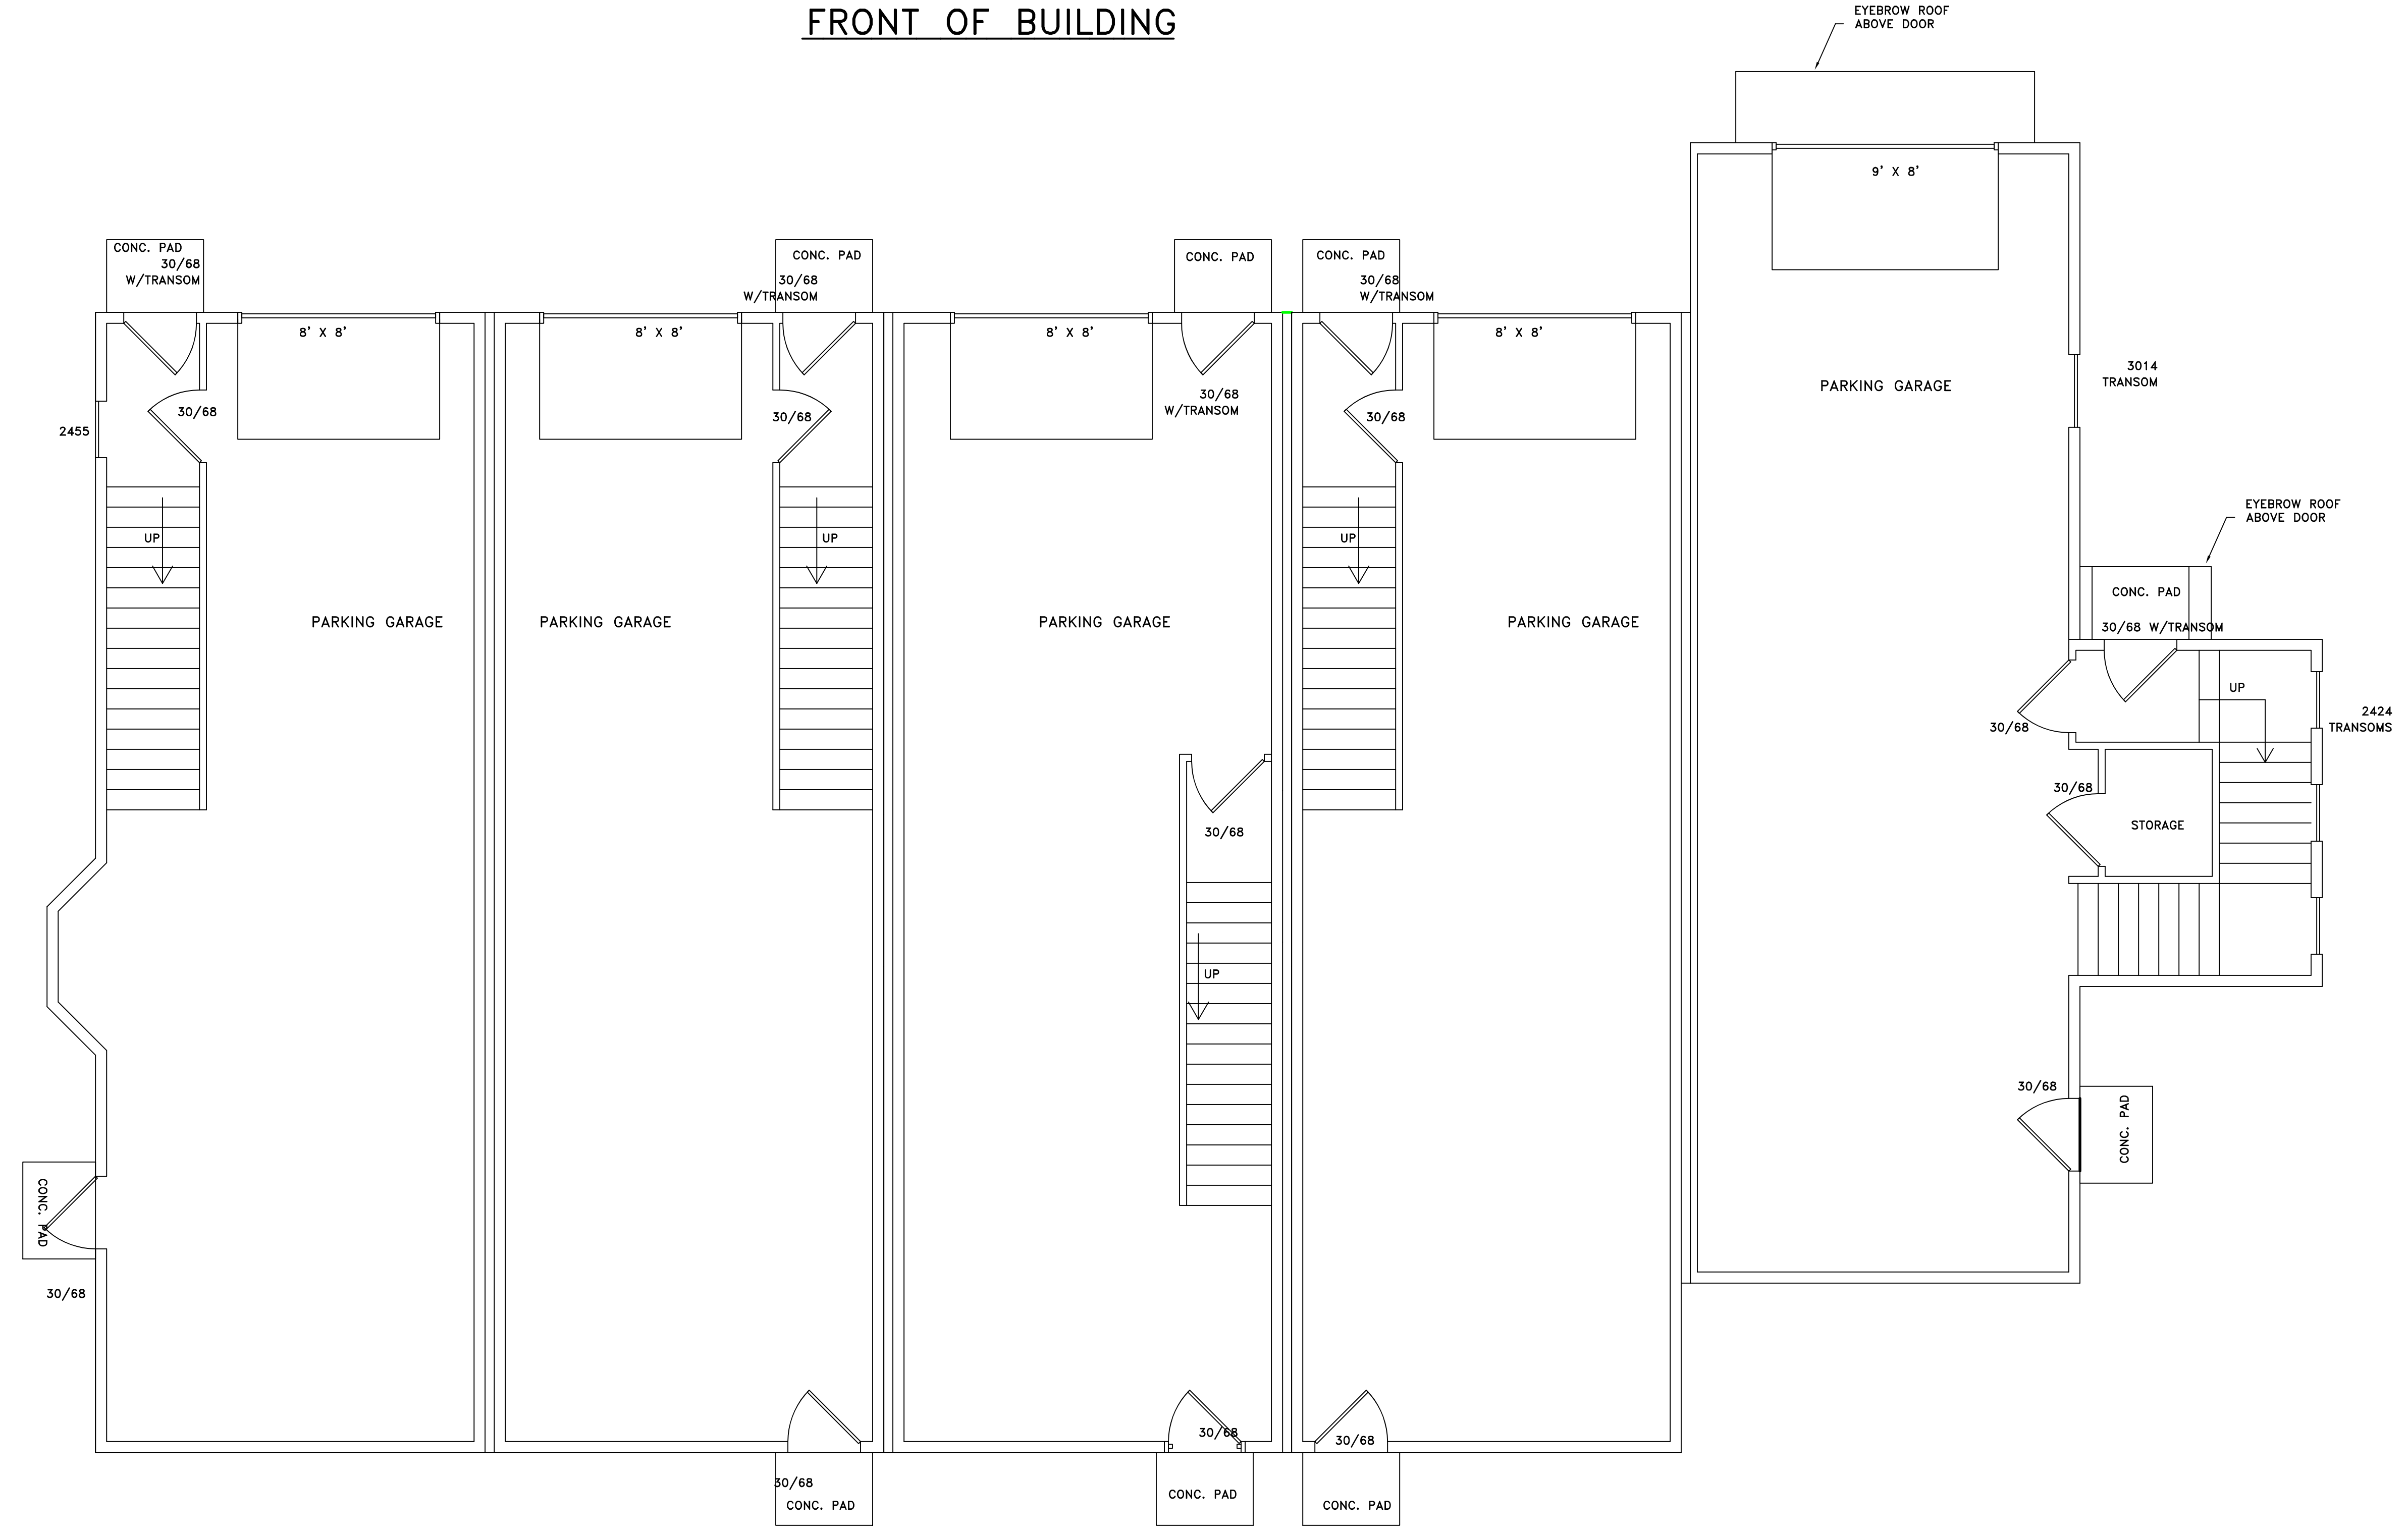 FRONT OF BUILDING
EYEBROW ROOF
ABOVE DOOR
9' X 8'
CONC. PAD
30/68
W/TRANSOM
CONC. PAD
30/68
W/TRANSOM
CONC. PAD
CONC. PAD
30/68
W/TRANSOM
8' X 8'
8' X 8'
8' X 8'
8' X 8'
3014
TRANSOM
PARKING GARAGE
30/68
W/TRANSOM
2455
30/68
30/68
30/68
EYEBROW ROOF
ABOVE DOOR
UP
UP
UP
CONC. PAD
30/68 W/TRANSOM
PARKING GARAGE
PARKING GARAGE
PARKING GARAGE
PARKING GARAGE
UP
2424
TRANSOMS
30/68
30/68
STORAGE
30/68
UP
30/68
CONC. PAD
CONC. PAD
30/68
30/68
30/68
30/68
CONC. PAD
CONC. PAD
CONC. PAD